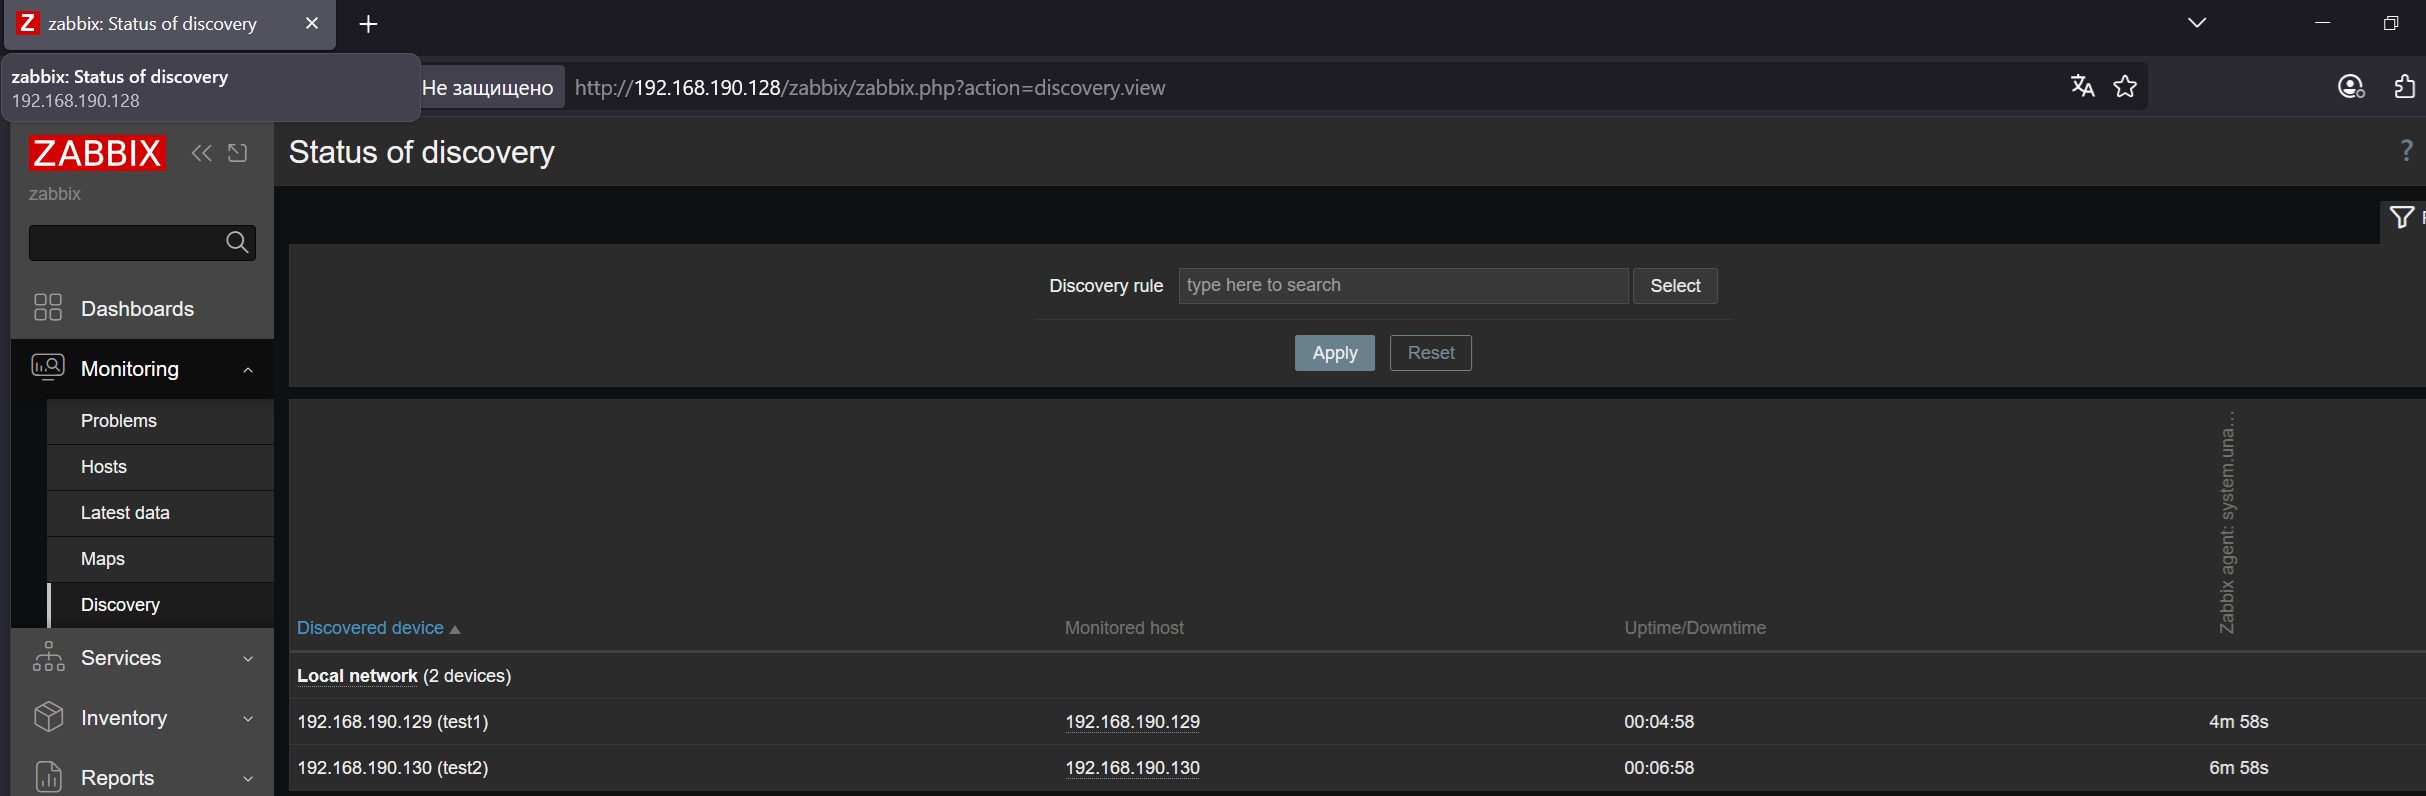 zabbix: Status of discovery
zabbix: Status of discovery
192.168.190.128
Не защищено http://192.168.190.128/zabbix/zabbix.php?action=discovery.view
ZABBIX
zabbix
Status of discovery
?
Dashboards
Monitoring
Problems
Hosts
Latest data
Maps
Discovery
Services
Inventory
Reports
Discovery rule type here to search Select
Apply Reset
Discovered device Monitored host Uptime/Downtime Zabbix agent: system.una...
Local network (2 devices)
192.168.190.129 (test1) 192.168.190.129 00:04:58 4m 58s
192.168.190.130 (test2) 192.168.190.130 00:06:58 6m 58s